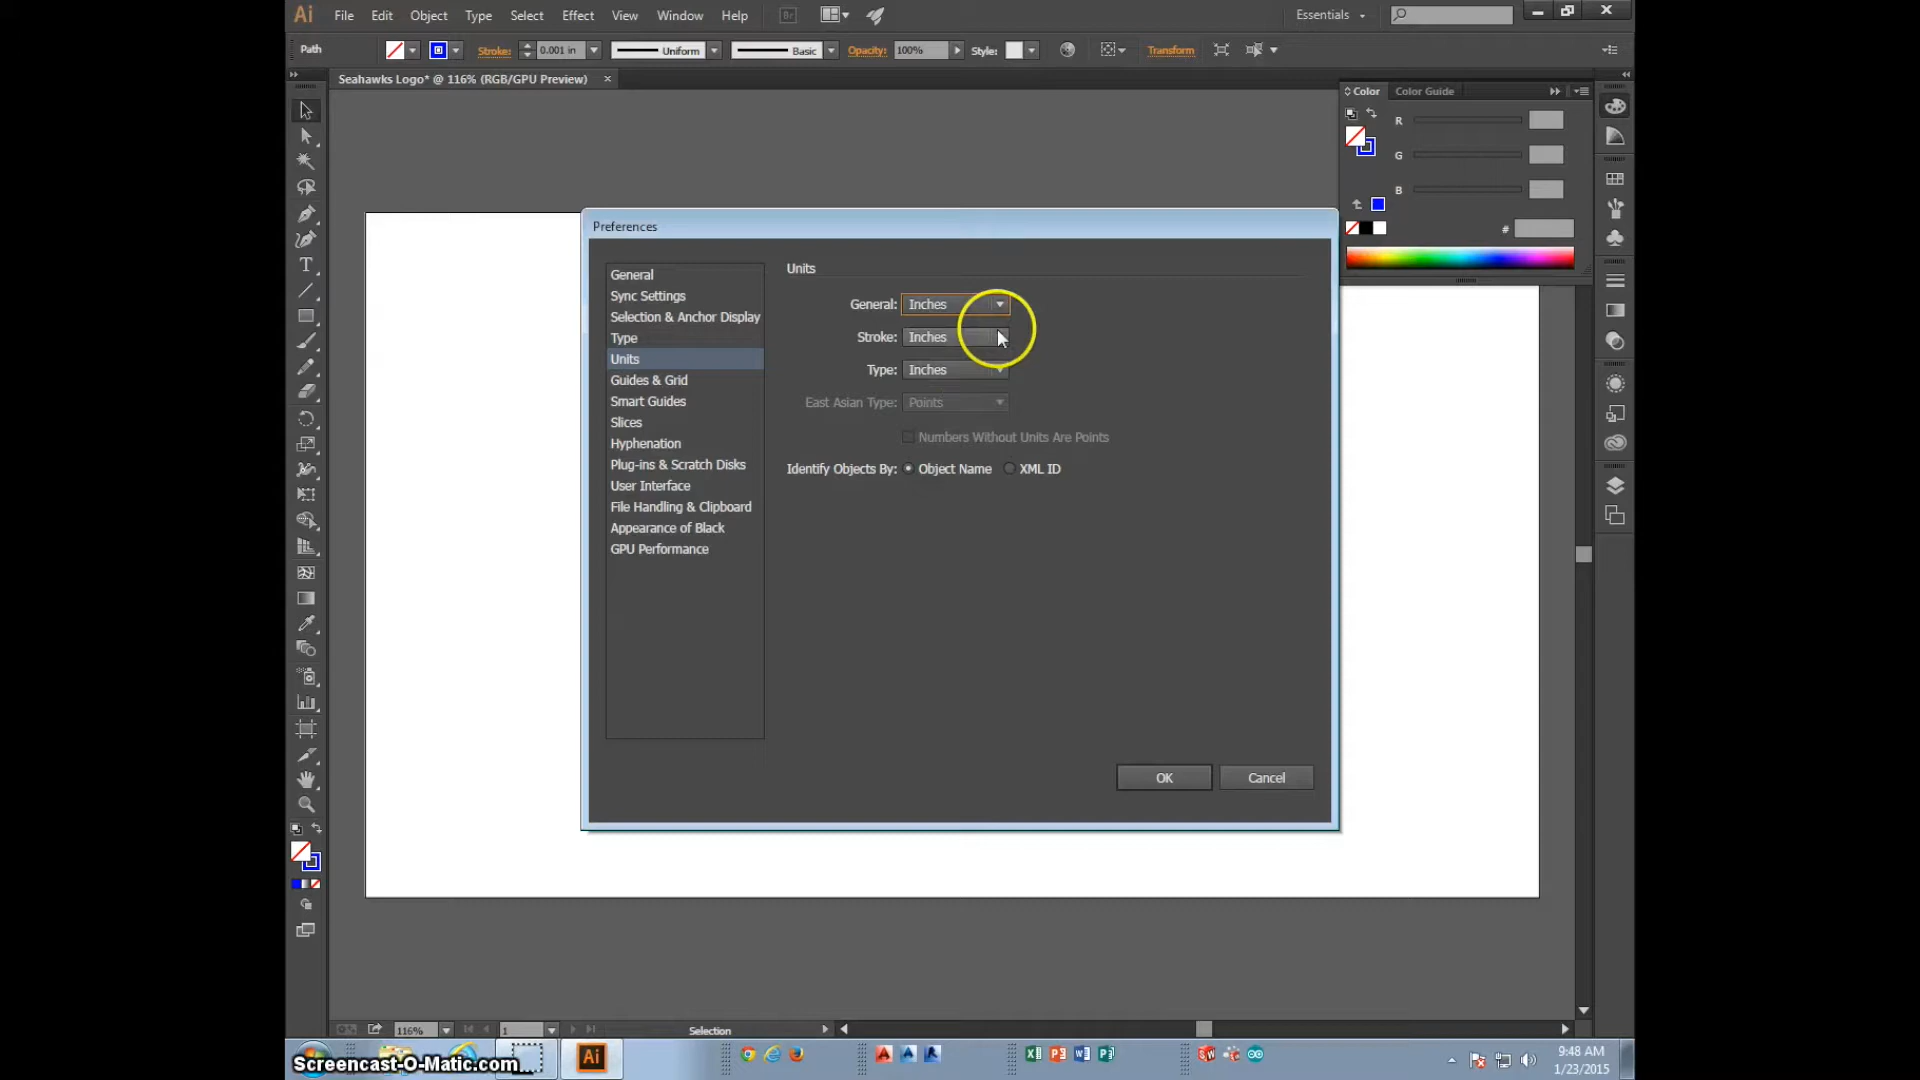 Ai File Edit Object Type Select Effect View Window Help Br Essentials
Path Stroke: 0.001 in Uniform Basic Opacity: 100% Style: Transform
Seahawks Logo* @ 116% (RGB/GPU Preview) ×
Color Color Guide
R
G
B
#
Preferences
General
Sync Settings
Selection & Anchor Display
Type
Units
Guides & Grid
Smart Guides
Slices
Hyphenation
Plug-ins & Scratch Disks
User Interface
File Handling & Clipboard
Appearance of Black
GPU Performance
Units
General: Inches
Stroke: Inches
Type: Inches
East Asian Type: Points
Numbers Without Units Are Points
Identify Objects By: Object Name XML ID
OK Cancel
116% 1 Selection
Screencast-O-Matic.com
Ai
9:48 AM
1/23/2015